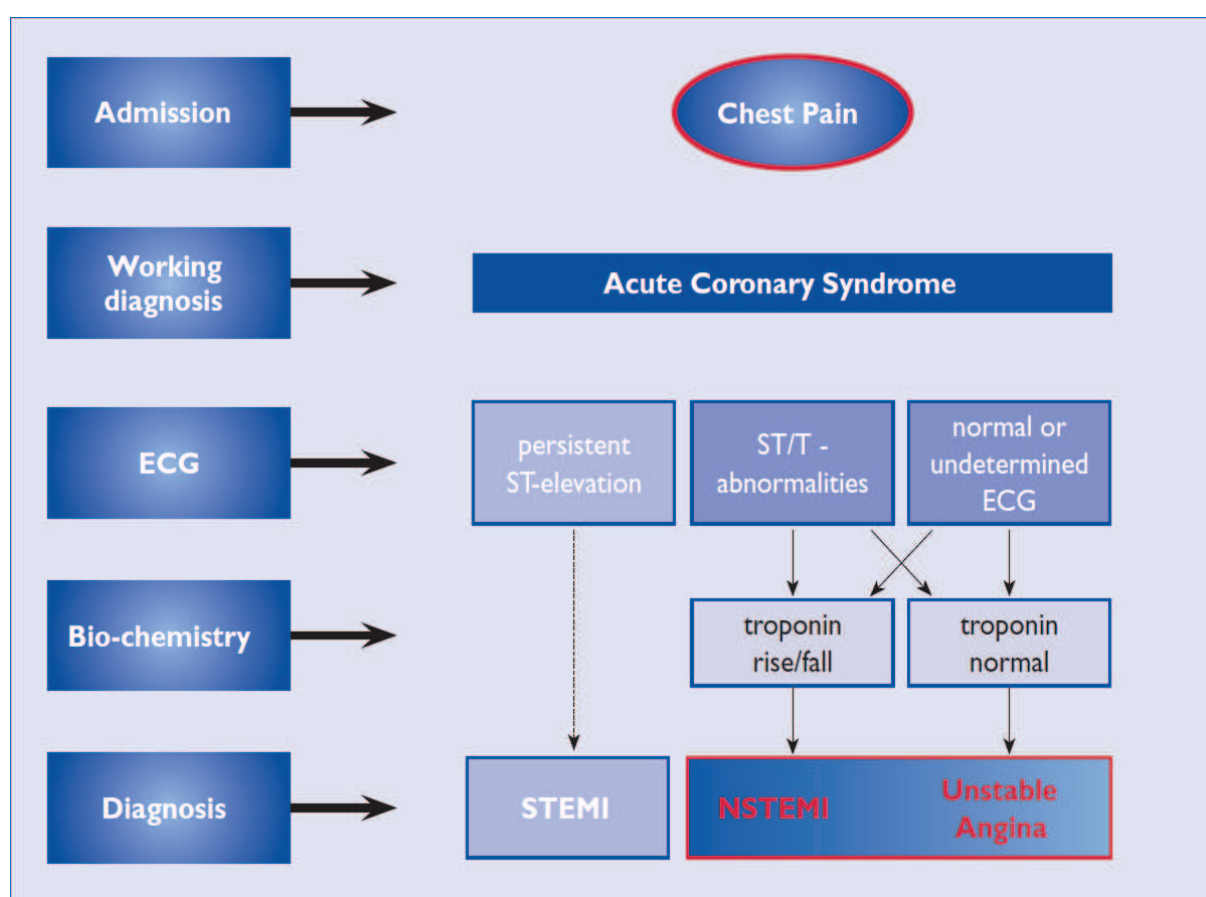 Admission
Chest Pain
Working
diagnosis
Acute Coronary Syndrome
ECG
persistent
ST-elevation
ST/T -
abnormalities
normal or
undetermined
ECG
Bio-chemistry
troponin
rise/fall
troponin
normal
Diagnosis
STEMI
NSTEMI
Unstable
Angina